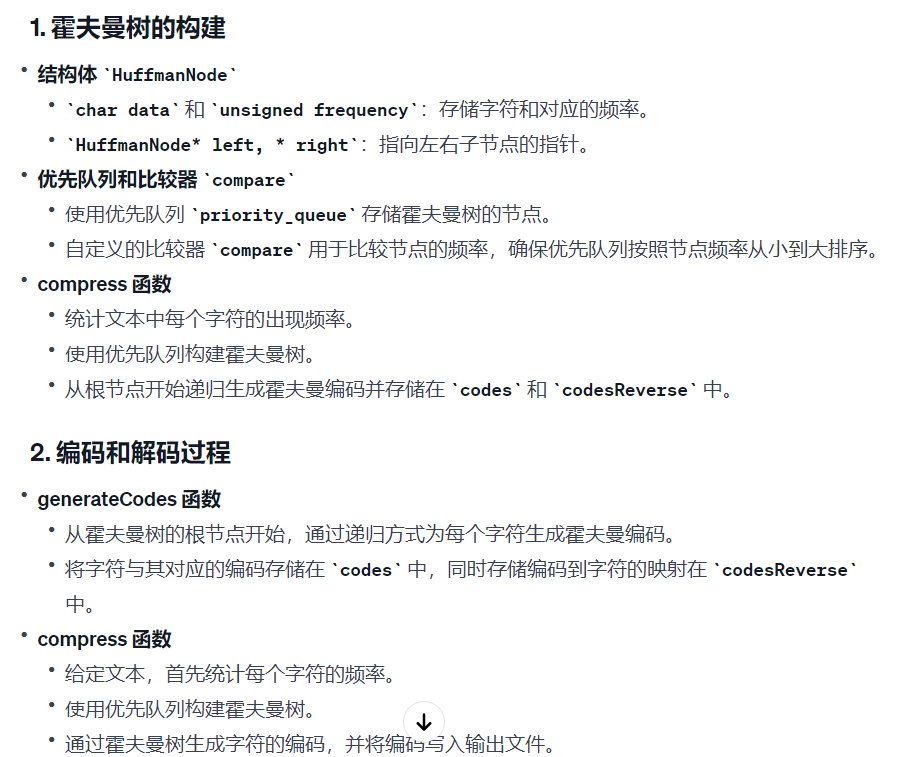 1. 霍夫曼树的构建
• 结构体 `HuffmanNode`
• `char data` 和 `unsigned frequency`：存储字符和对应的频率。
• `HuffmanNode* left, * right`：指向左右子节点的指针。
• 优先队列和比较器 `compare`
• 使用优先队列 `priority_queue` 存储霍夫曼树的节点。
• 自定义的比较器 `compare` 用于比较节点的频率，确保优先队列按照节点频率从小到大排序。
• compress 函数
• 统计文本中每个字符的出现频率。
• 使用优先队列构建霍夫曼树。
• 从根节点开始递归生成霍夫曼编码并存储在 `codes` 和 `codesReverse` 中。
2. 编码和解码过程
• generateCodes 函数
• 从霍夫曼树的根节点开始，通过递归方式为每个字符生成霍夫曼编码。
• 将字符与其对应的编码存储在 `codes` 中，同时存储编码到字符的映射在 `codesReverse`
中。
• compress 函数
• 给定文本，首先统计每个字符的频率。
• 使用优先队列构建霍夫曼树。
• 通过霍夫曼树生成字符的编码，并将编码写入输出文件。